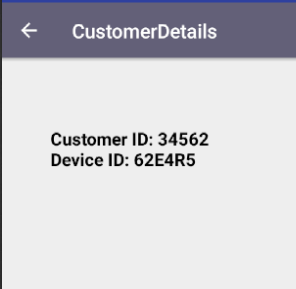 CustomerDetails
Customer ID: 34562
Device ID: 62E4R5